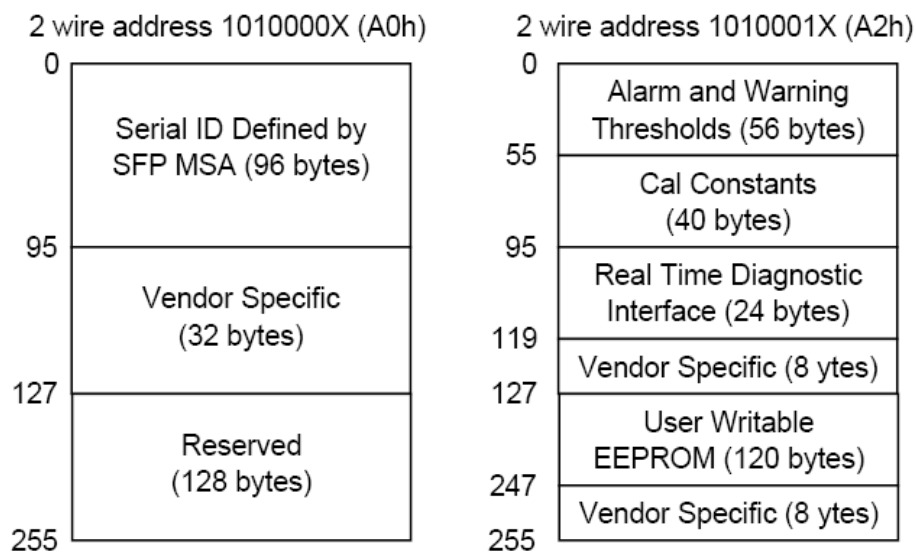 2 wire address 1010000X (A0h)
0
Serial ID Defined by
SFP MSA (96 bytes)
95
Vendor Specific
(32 bytes)
127
Reserved
(128 bytes)
255
2 wire address 1010001X (A2h)
0
Alarm and Warning
Thresholds (56 bytes)
55
Cal Constants
(40 bytes)
95
Real Time Diagnostic
Interface (24 bytes)
119
Vendor Specific (8 ytes)
127
User Writable
EEPROM (120 bytes)
247
Vendor Specific (8 ytes)
255